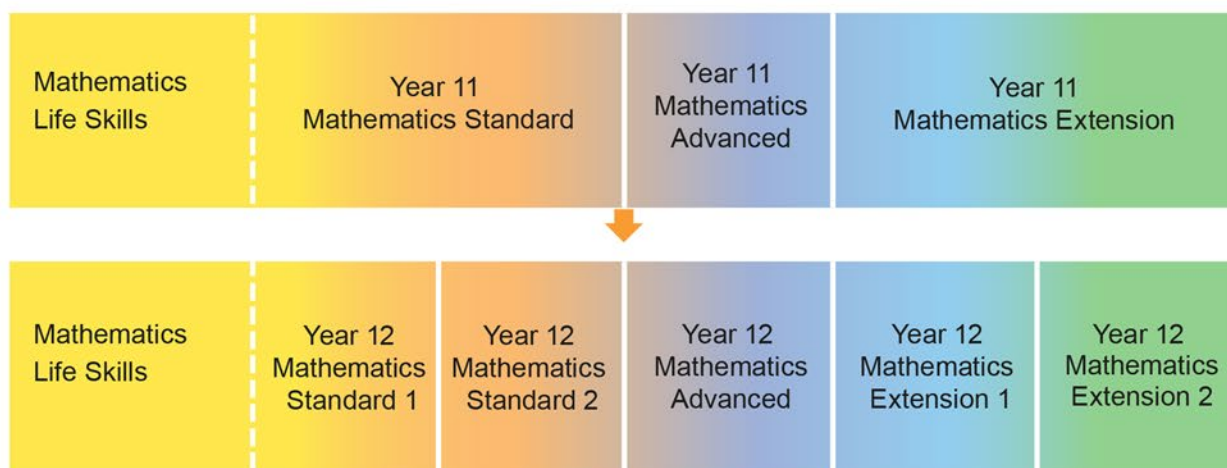 Mathematics
Life Skills
Year 11
Mathematics Standard
Year 11
Mathematics
Advanced
Year 11
Mathematics Extension
Mathematics
Life Skills
Year 12
Mathematics
Standard 1
Year 12
Mathematics
Standard 2
Year 12
Mathematics
Advanced
Year 12
Mathematics
Extension 1
Year 12
Mathematics
Extension 2